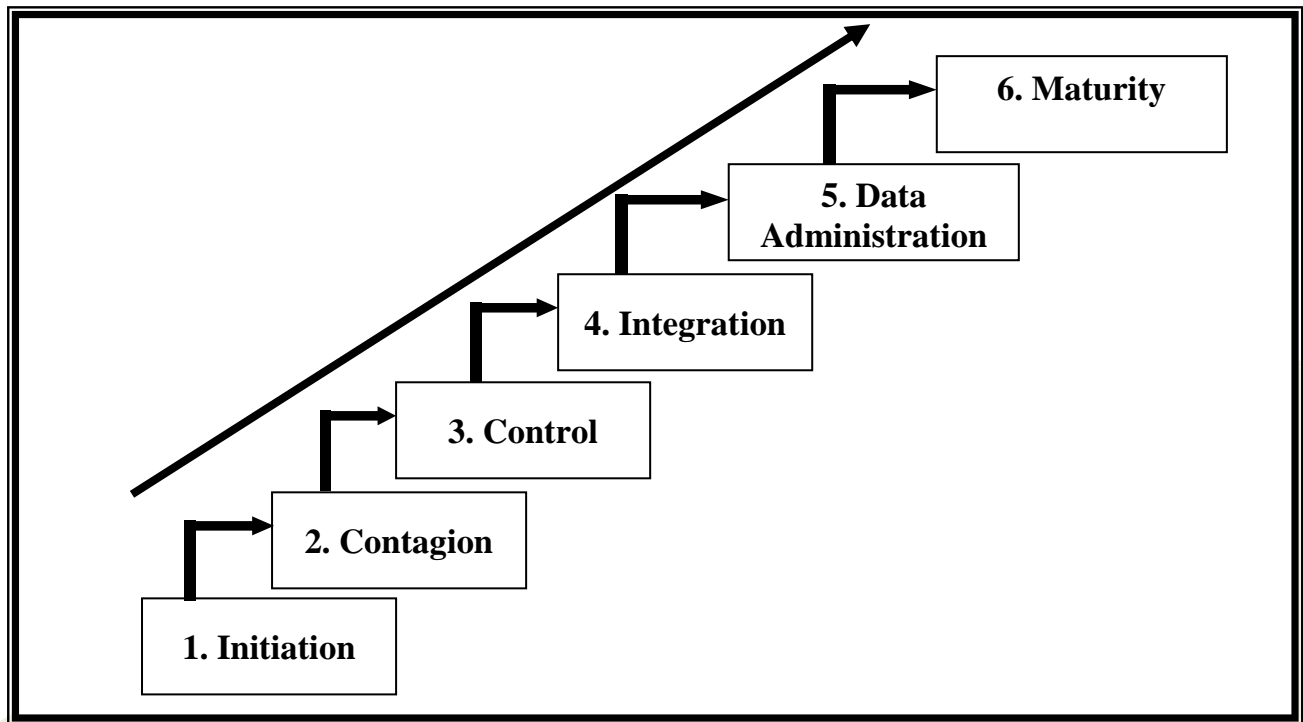 6. Maturity
5. Data
Administration
4. Integration
3. Control
2. Contagion
1. Initiation